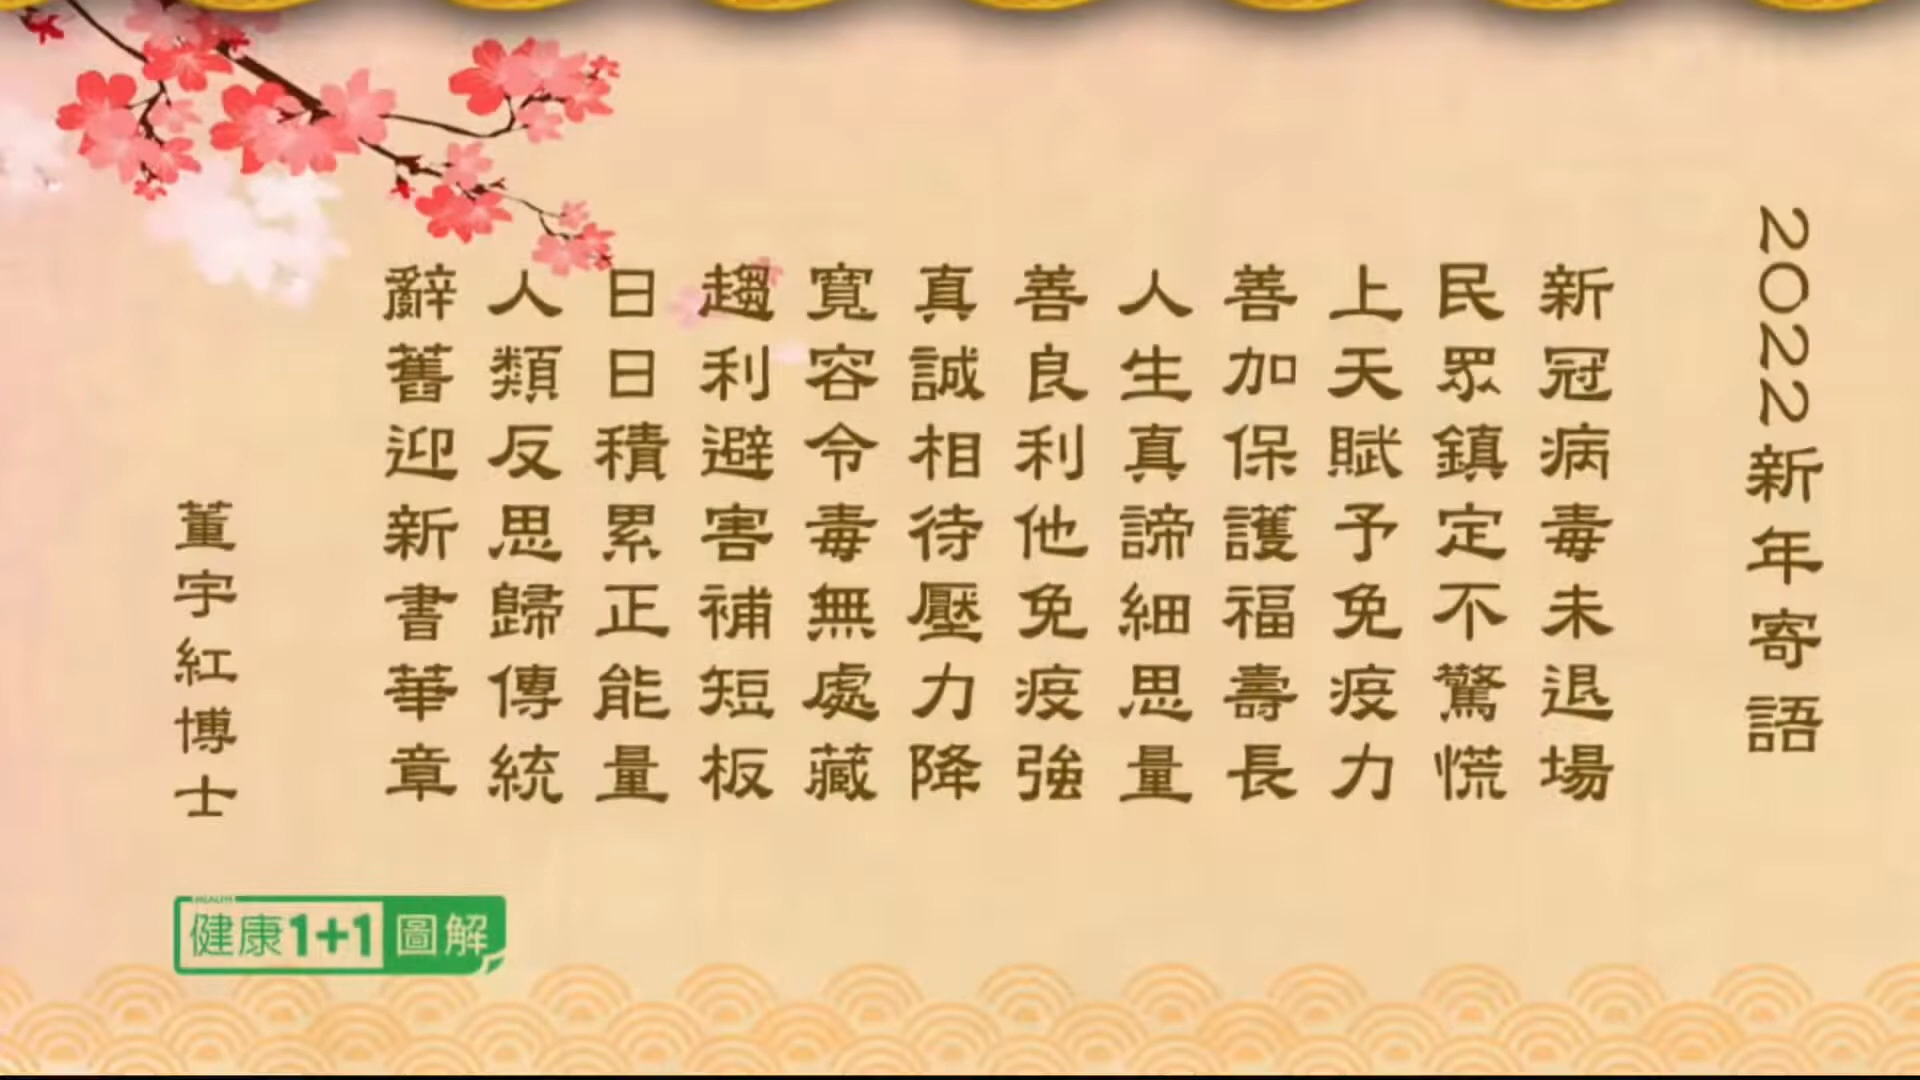 2022新年寄語
新冠病毒未退場
民眾鎮定不驚慌
上天賦予免疫力
善加保護福壽長
人生真諦細思量
善良利他免疫強
真誠相待壓力降
寬容令毒無處藏
趨利避害補短板
日日積累正能量
人類反思歸傳統
辭舊迎新書華章
董宇紅博士
HEALTH
健康1+1圖解